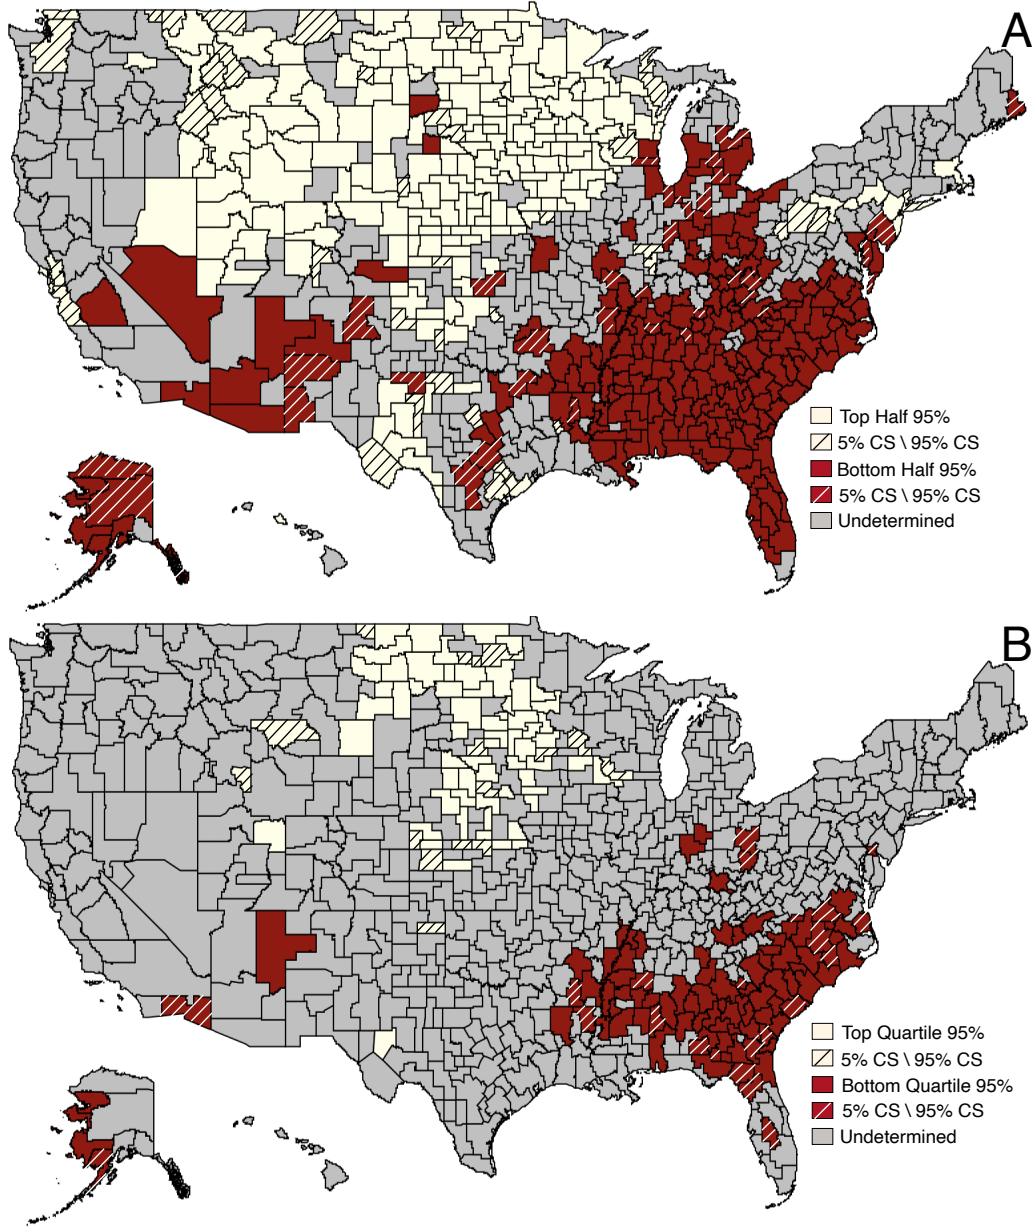 A
Top Half 95%
5% CS \ 95% CS
Bottom Half 95%
5% CS \ 95% CS
Undetermined
B
Top Quartile 95%
5% CS \ 95% CS
Bottom Quartile 95%
5% CS \ 95% CS
Undetermined